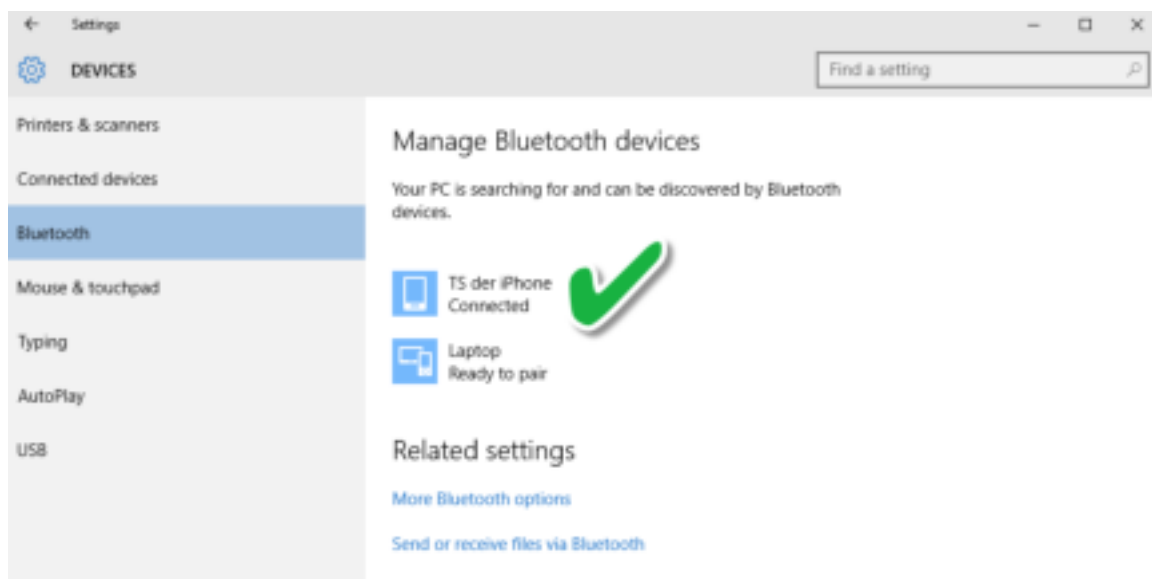 Settings
DEVICES
Find a setting
Printers & scanners
Connected devices
Bluetooth
Mouse & touchpad
Typing
AutoPlay
USB
Manage Bluetooth devices
Your PC is searching for and can be discovered by Bluetooth
devices.
TS der iPhone
Connected
Laptop
Ready to pair
Related settings
More Bluetooth options
Send or receive files via Bluetooth